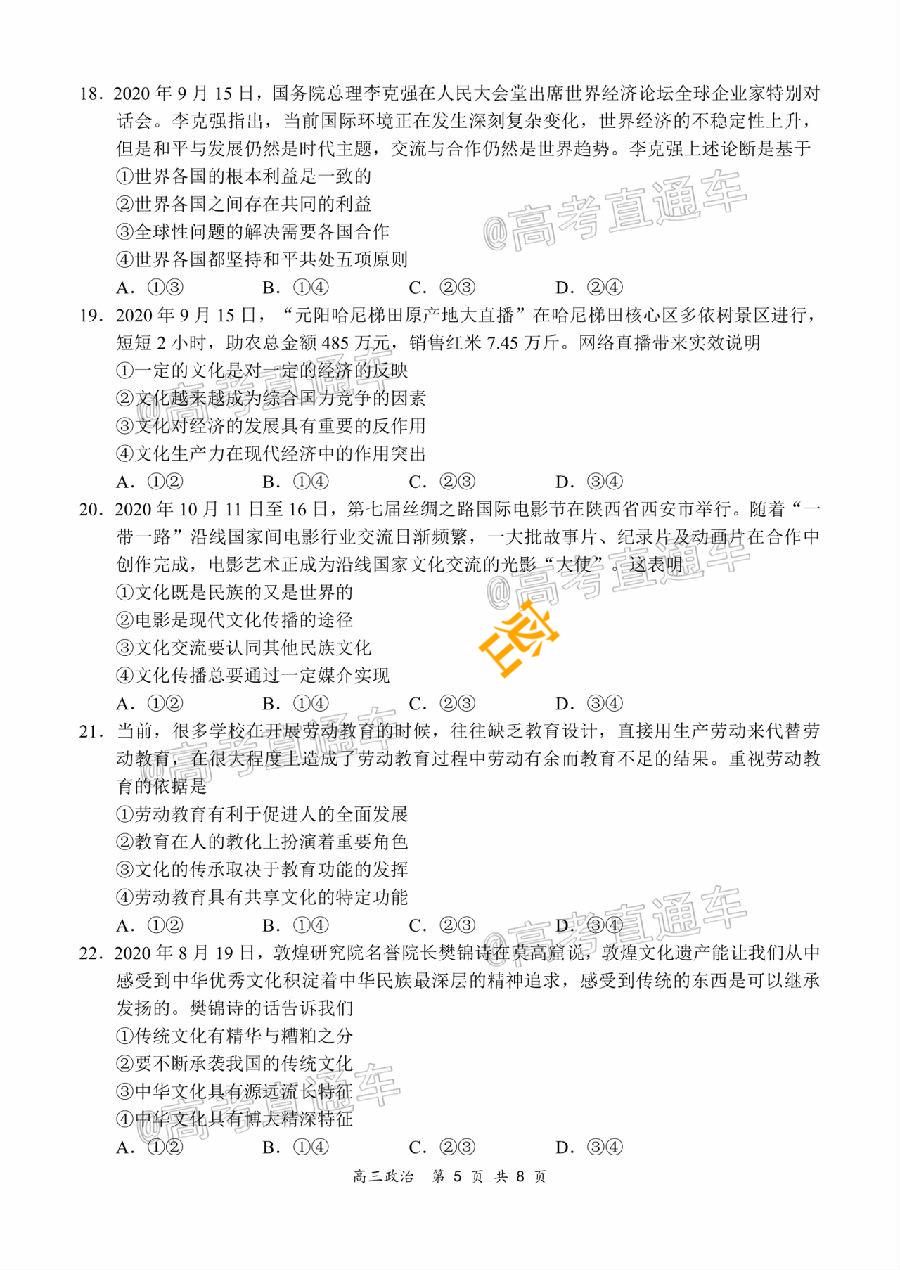 18．2020 年 9 月 15 日，国务院总理李克强在人民大会堂出席世界经济论坛全球企业家特别对
话会。李克强指出，当前国际环境正在发生深刻复杂变化，世界经济的不稳定性上升，
但是和平与发展仍然是时代主题，交流与合作仍然是世界趋势。李克强上述论断是基于
①世界各国的根本利益是一致的
②世界各国之间存在共同的利益
③全球性问题的解决需要各国合作
④世界各国都坚持和平共处五项原则
A．①③ B．①④ C．②③ D．②④
19．2020 年 9 月 15 日，“元阳哈尼梯田原产地大直播”在哈尼梯田核心区多依树景区进行，
短短 2 小时，助农总金额 485 万元，销售红米 7.45 万斤。网络直播带来实效说明
①一定的文化是对一定的经济的反映
②文化越来越成为综合国力竞争的因素
③文化对经济的发展具有重要的反作用
④文化生产力在现代经济中的作用突出
A．①② B．①④ C．②③ D．③④
20．2020 年 10 月 11 日至 16 日，第七届丝绸之路国际电影节在陕西省西安市举行。随着“一
带一路”沿线国家间电影行业交流日渐频繁，一大批故事片、纪录片及动画片在合作中
创作完成，电影艺术正成为沿线国家文化交流的光影“大使”。这表明
①文化既是民族的又是世界的
②电影是现代文化传播的途径
③文化交流要认同其他民族文化
④文化传播总要通过一定媒介实现
A．①② B．①④ C．②③ D．③④
21．当前，很多学校在开展劳动教育的时候，往往缺乏教育设计，直接用生产劳动来代替劳
动教育，在很大程度上造成了劳动教育过程中劳动有余而教育不足的结果。重视劳动教
育的依据是
①劳动教育有利于促进人的全面发展
②教育在人的教化上扮演着重要角色
③文化的传承取决于教育功能的发挥
④劳动教育具有共享文化的特定功能
A．①② B．①④ C．②③ D．③④
22．2020 年 8 月 19 日，敦煌研究院名誉院长樊锦诗在莫高窟说，敦煌文化遗产能让我们从中
感受到中华优秀文化积淀着中华民族最深层的精神追求，感受到传统的东西是可以继承
发扬的。樊锦诗的话告诉我们
①传统文化有精华与糟粕之分
②要不断承袭我国的传统文化
③中华文化具有源远流长特征
④中华文化具有博大精深特征
A．①② B．①④ C．②③ D．③④
高三政治 第 5 页 共 8 页
@高考直通车
@高考直通车
@高考直通车
@高考直通车
@高考直通车
@高考直通车